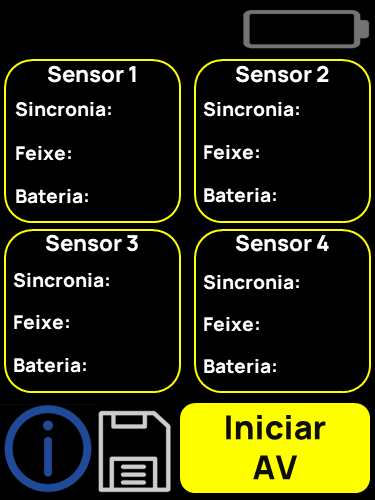 Sensor 1
Sincronia:
Feixe:
Bateria:
Sensor 2
Sincronia:
Feixe:
Bateria:
Sensor 3
Sincronia:
Feixe:
Bateria:
Sensor 4
Sincronia:
Feixe:
Bateria:
Iniciar
AV